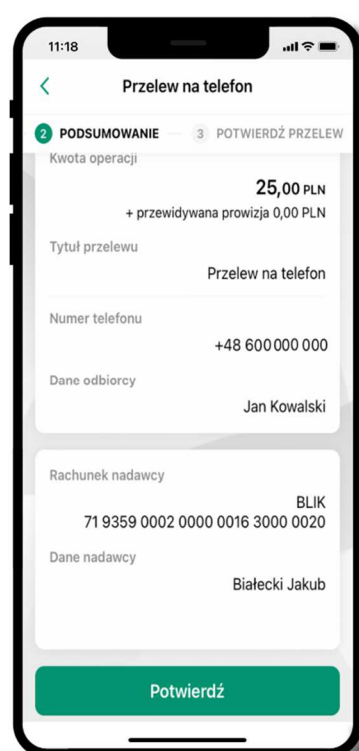 11:18
Przelew na telefon
2 PODSUMOWANIE 3 POTWIERDŹ PRZELEW
Kwota operacji
25,00 PLN
+ przewidywana prowizja 0,00 PLN
Tytuł przelewu
Przelew na telefon
Numer telefonu
+48 600 000 000
Dane odbiorcy
Jan Kowalski
Rachunek nadawcy
BLIK
71 9359 0002 0000 0016 3000 0020
Dane nadawcy
Białecki Jakub
Potwierdź